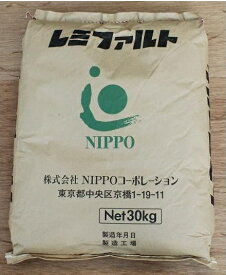 レミファルト
NIPPO
株式会社 NIPPOコーポレーション
東京都中央区京橋1-19-11
Net30kg
製造年月日
製造工場